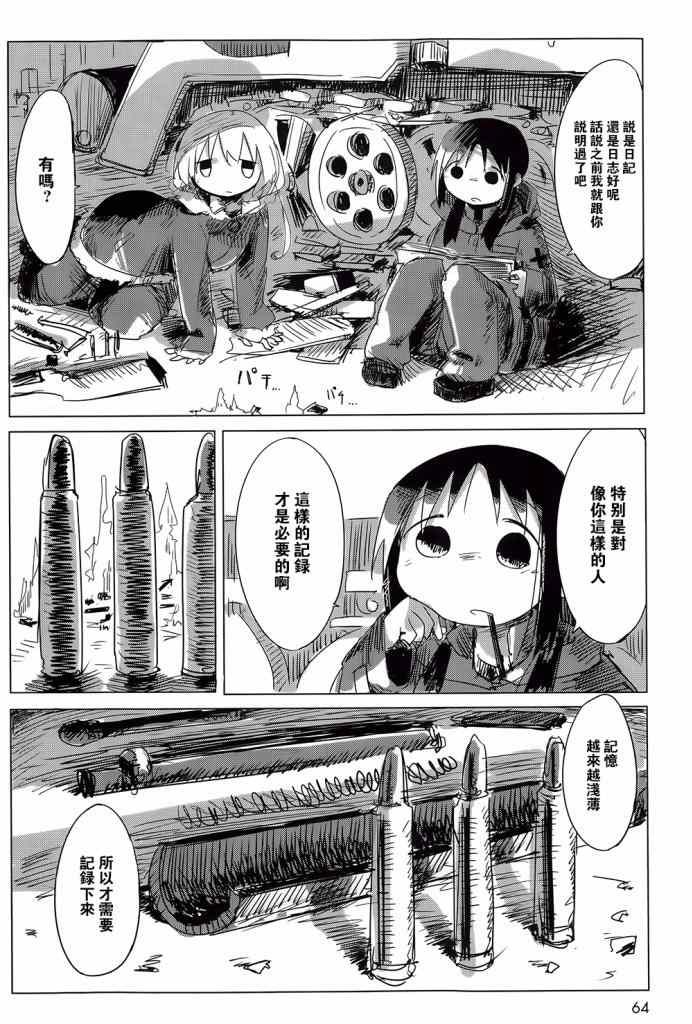 說是日記
還是日志好呢
話說之前我就跟你
說明過了吧
有嗎？
パチ…
パ…
特別是對
像你這樣的人
這樣的記録
才是必要的啊
記憶
越來越淺薄
所以才需要
記録下來
64